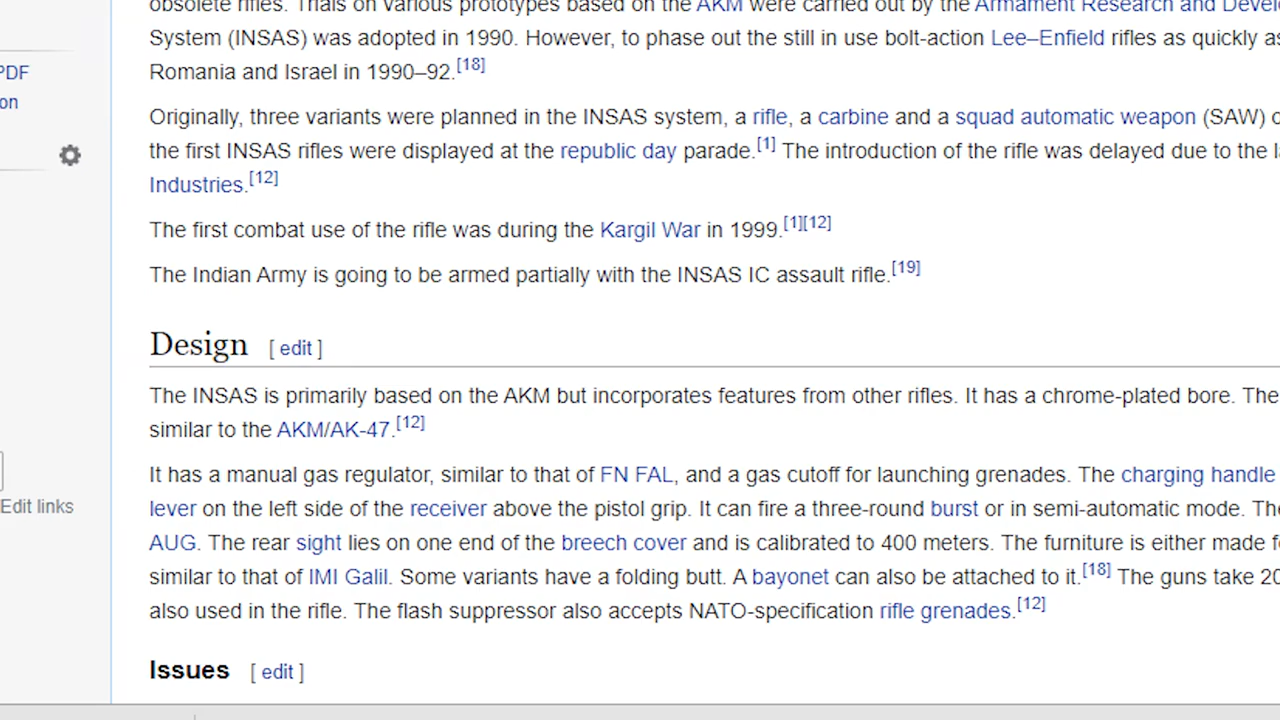 obsolete rifles. Trials on various prototypes based on the AKM were carried out by the Armament Research and
System (INSAS) was adopted in 1990. However, to phase out the still in use bolt-action Lee–Enfield rifles as quickly
PDF
Romania and Israel in 1990–92.[18]
on
Originally, three variants were planned in the INSAS system, a rifle, a carbine and a squad automatic weapon (SAW)
the first INSAS rifles were displayed at the republic day parade.[1] The introduction of the rifle was delayed due to the
Industries.[12]
The first combat use of the rifle was during the Kargil War in 1999.[1][12]
The Indian Army is going to be armed partially with the INSAS IC assault rifle.[19]
Design [ edit ]
The INSAS is primarily based on the AKM but incorporates features from other rifles. It has a chrome-plated bore. The
similar to the AKM/AK-47.[12]
It has a manual gas regulator, similar to that of FN FAL, and a gas cutoff for launching grenades. The charging handle
Edit links
lever on the left side of the receiver above the pistol grip. It can fire a three-round burst or in semi-automatic mode. The
AUG. The rear sight lies on one end of the breech cover and is calibrated to 400 meters. The furniture is either made
similar to that of IMI Galil. Some variants have a folding butt. A bayonet can also be attached to it.[18] The guns take 20
also used in the rifle. The flash suppressor also accepts NATO-specification rifle grenades.[12]
Issues [ edit ]